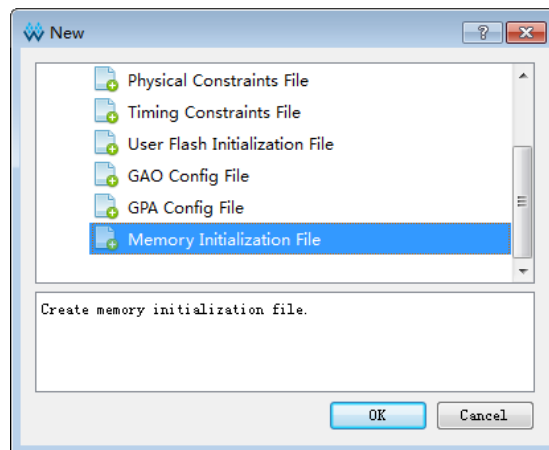 New
Physical Constraints File
Timing Constraints File
User Flash Initialization File
GAO Config File
GPA Config File
Memory Initialization File
Create memory initialization file.
OK
Cancel